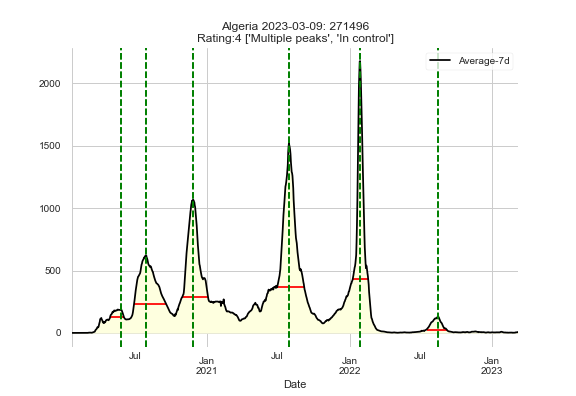 Algeria 2023-03-09: 271496
Rating:4 ['Multiple peaks', 'In control']
Average-7d
2000
1500
1000
500
0
Jul Jan Jul Jan Jul Jan
2021 2022 2023
Date